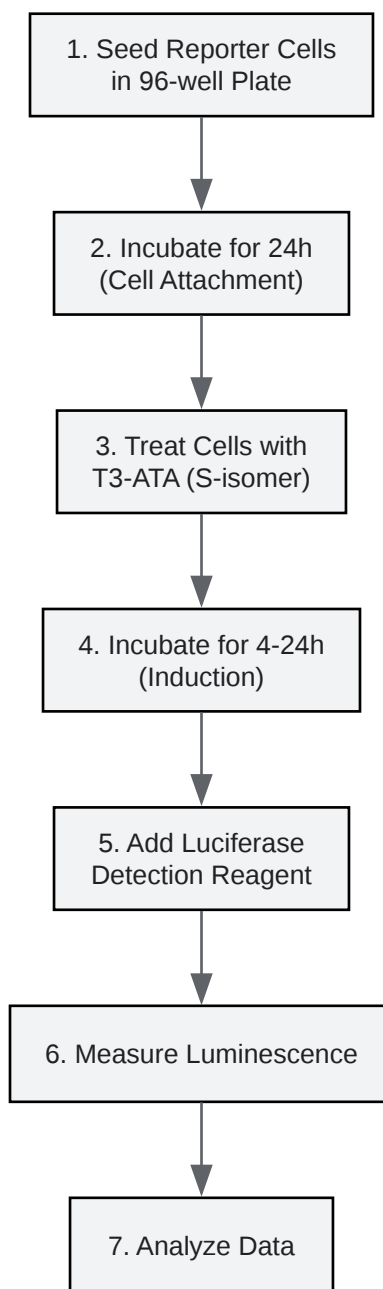 1. Seed Reporter Cells
in 96-well Plate
2. Incubate for 24h
(Cell Attachment)
3. Treat Cells with
T3-ATA (S-isomer)
4. Incubate for 4-24h
(Induction)
5. Add Luciferase
Detection Reagent
6. Measure Luminescence
7. Analyze Data